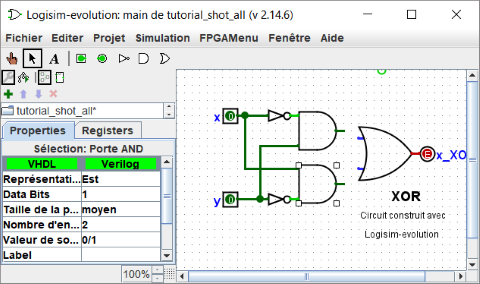 Logisim-evolution: main de tutorial_shot_all (v 2.14.6)
Fichier Editer Projet Simulation FPGAMenu Fenêtre Aide
A
tutorial_shot_all*
Properties Registers
Sélection: Porte AND
VHDL Verilog
Représentati... Est
Data Bits 1
Taille de la p... moyen
Nombre d'en... 2
Valeur de so... 0/1
Label
100%
x 0
y 0
E x_XO
XOR
Circuit construit avec
Logisim-evolution